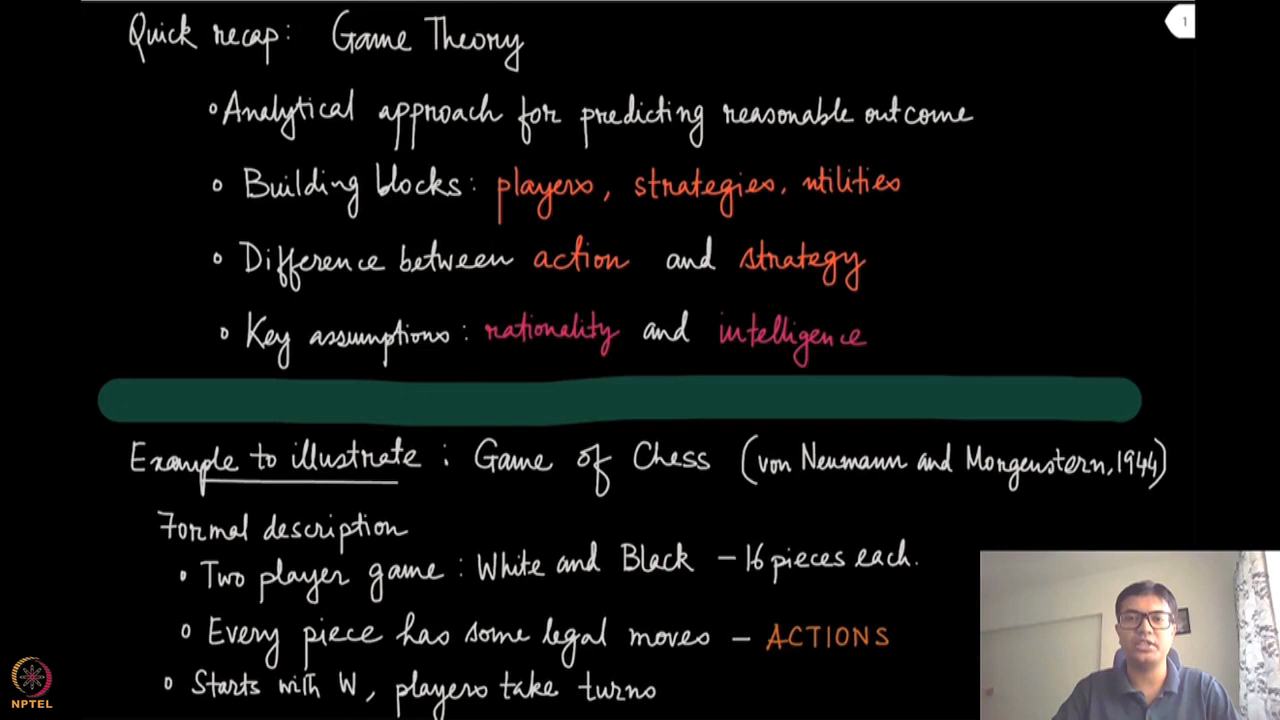 Quick recap: Game Theory
1
Analytical approach for predicting reasonable outcome
Building blocks: players, strategies, utilities
Difference between action and strategy
Key assumptions: rationality and intelligence
Example to illustrate: Game of Chess (von Neumann and Morgenstern, 1944)
Formal description
Two player game: White and Black – 16 pieces each.
Every piece has some legal moves – ACTIONS
Starts with W, players take turns
NPTEL